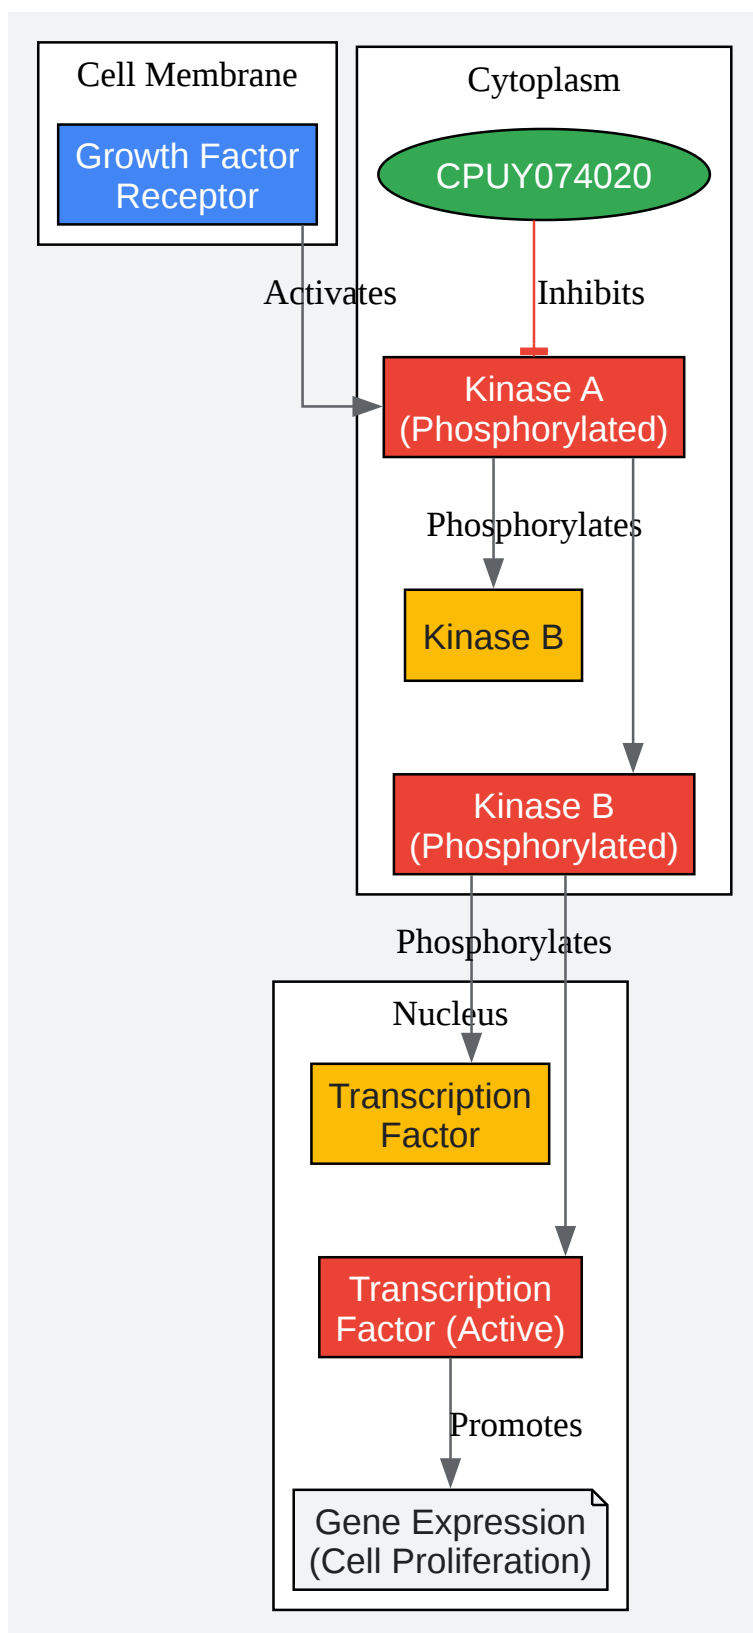 Cell Membrane
Growth Factor
Receptor
Cytoplasm
CPUY074020
Activates
Inhibits
Kinase A
(Phosphorylated)
Phosphorylates
Kinase B
Kinase B
(Phosphorylated)
Phosphorylates
Nucleus
Transcription
Factor
Transcription
Factor (Active)
Promotes
Gene Expression
(Cell Proliferation)